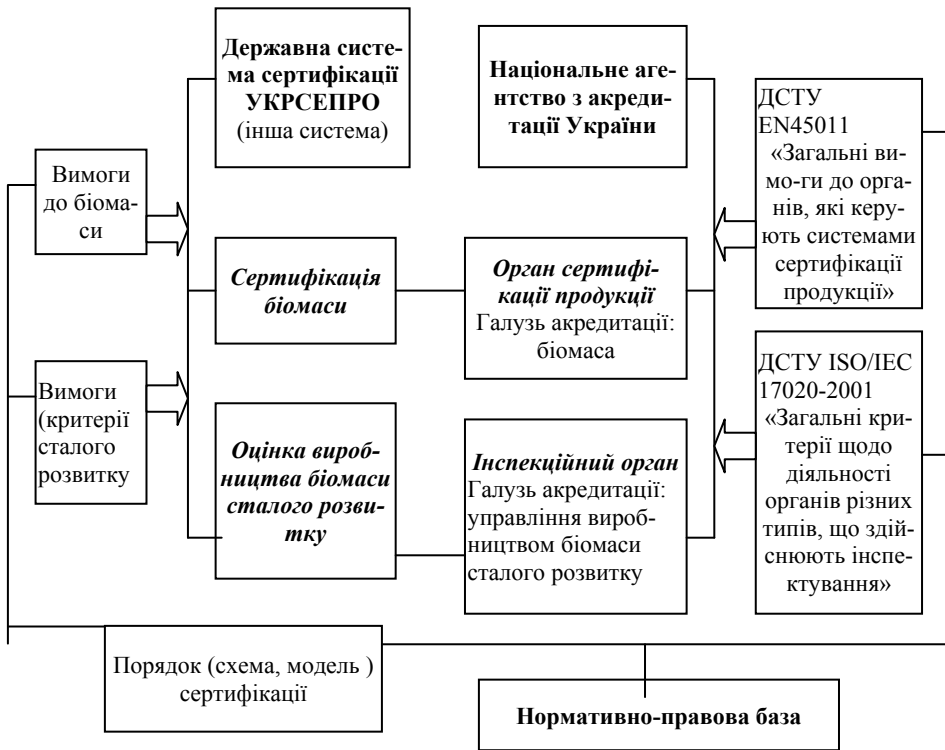 Державна систе-
ма сертифікації
УКРСЕПРО
(інша система)
Національне аге-
нтство з акреди-
тації України
ДСТУ
EN45011
«Загальні ви-
мо-ги до орга-
нів, які керу-
ють системами
сертифікації
продукції»
Вимоги
до біома-
си
Сертифікація
біомаси
Орган сертифі-
кації продукції
Галузь акредитації:
біомаса
Вимоги
(критерії
сталого
розвитку
Оцінка вироб-
ництва біомаси
сталого розви-
тку
Інспекційний орган
Галузь акредитації:
управління вироб-
ництвом біомаси
сталого розвитку
ДСТУ ISO/IEC
17020-2001
«Загальні кри-
терії щодо
діяльності
органів різних
типів, що здій-
снюють інспе-
ктування»
Порядок (схема, модель )
сертифікації
Нормативно-правова база